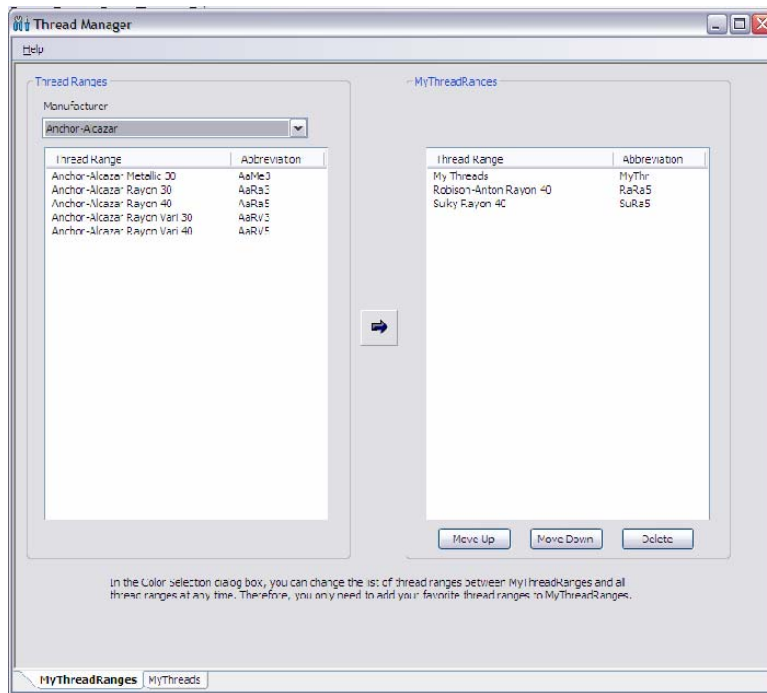 Thread Manager
Help
Thread Ranges
Manufacturer
Anchor-Alcazar
Thread Range Abbreviation
Anchor-Alcazar Metallic 30 AaMe3
Anchor-Alcazar Rayon 30 AaRa3
Anchor-Alcazar Rayon 40 AaRa5
Anchor-Alcazar Rayon Vari 30 AaRV3
Anchor-Alcazar Rayon Vari 40 AaRV5
MyThreadRanges
Thread Range Abbreviation
My Threads MyThr
Robison-Anton Rayon 40 RaRa5
Sulky Rayon 40 SuRa5
Move Up Move Down Delete
In the Color Selection dialog box, you can change the list of thread ranges between MyThreadRanges and all
thread ranges at any time. Therefore, you only need to add your favorite thread ranges to MyThreadRanges.
MyThreadRanges MyThreads